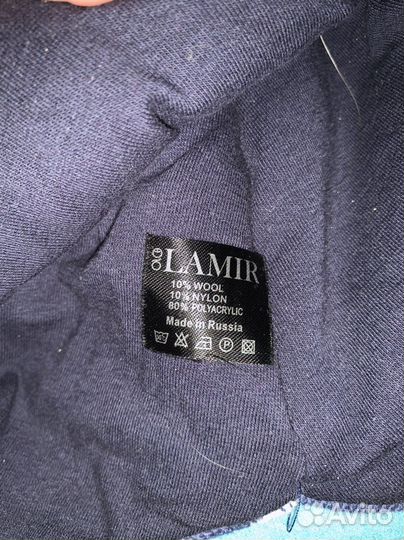 LAMIR
10% WOOL
10% NYLON
80% POLYACRYLIC
Made in Russia
P
Avito